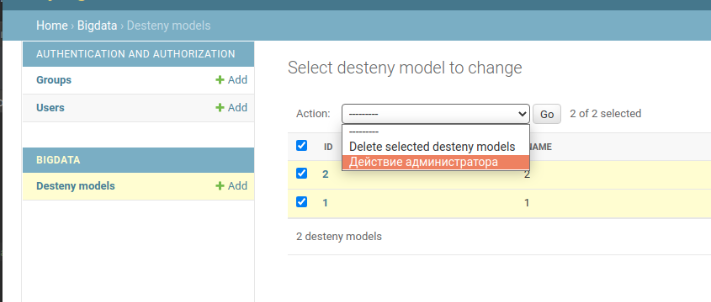 Home › Bigdata › Desteny models
AUTHENTICATION AND AUTHORIZATION
Groups + Add
Users + Add
BIGDATA
Desteny models + Add
Select desteny model to change
Action: --------- Go 2 of 2 selected
---------
Delete selected desteny models
Действие администратора
ID NAME
2 2
1 1
2 desteny models